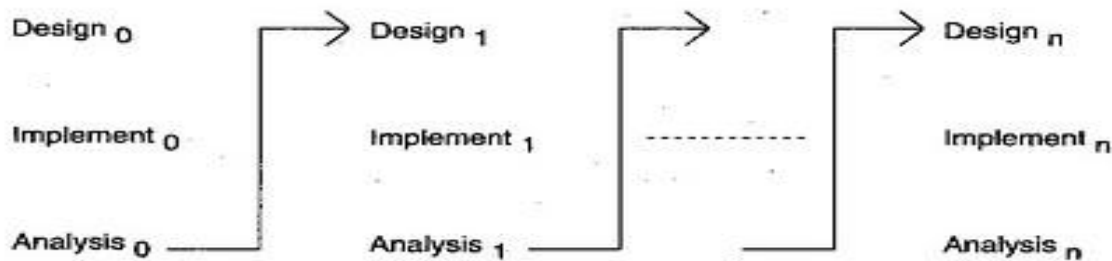 Design 0 Design 1 Design n
Implement 0 Implement 1 Implement n
Analysis 0 Analysis 1 Analysis n